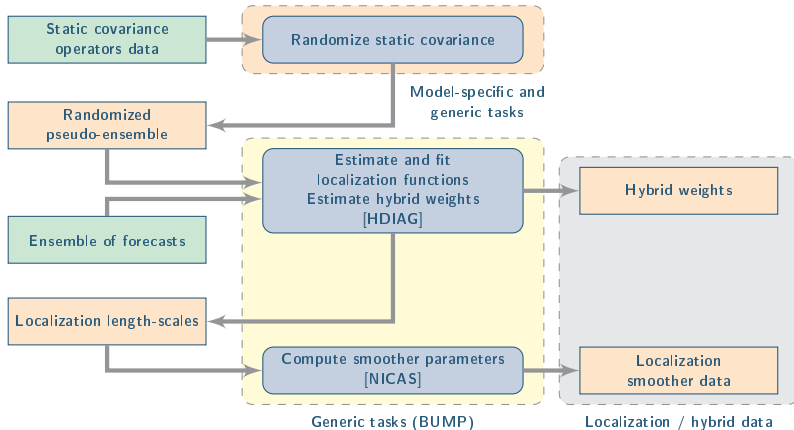 Static covariance
operators data
Randomize static covariance
Model-specific and
generic tasks
Randomized
pseudo-ensemble
Estimate and fit
localization functions
Estimate hybrid weights
[HDIAG]
Hybrid weights
Ensemble of forecasts
Localization length-scales
Compute smoother parameters
[NICAS]
Localization
smoother data
Generic tasks (BUMP)
Localization / hybrid data